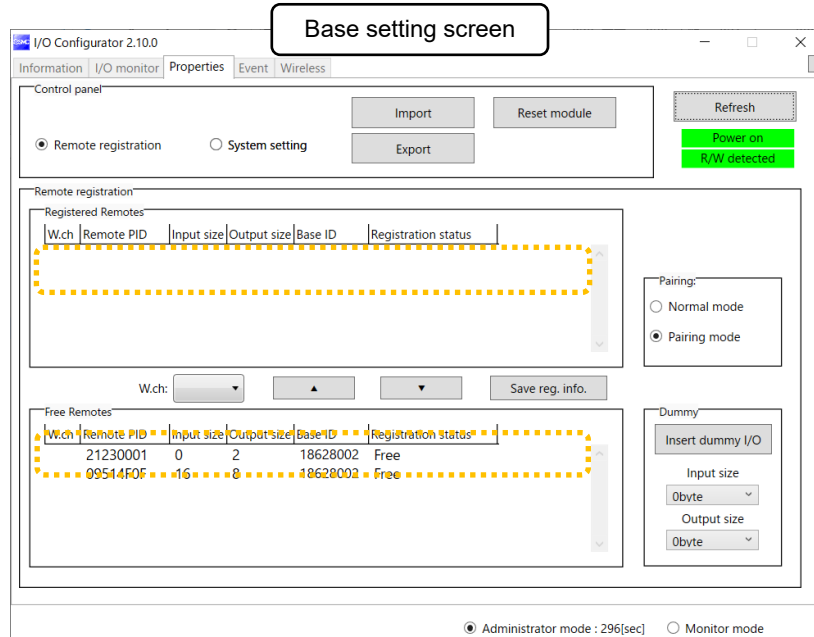 Base setting screen
SMC I/O Configurator 2.10.0
Information I/O monitor Properties Event Wireless
Control panel
Import Reset module Refresh
Remote registration System setting Export
Power on
R/W detected
Remote registration
Registered Remotes
W.ch Remote PID Input size Output size Base ID Registration status
Pairing:
Normal mode
Pairing mode
W.ch: ▲ ▼ Save reg. info.
Free Remotes
W.ch Remote PID Input size Output size Base ID Registration status
21230001 0 2 18628002 Free
09514F0F 16 8 18628002 Free
Dummy
Insert dummy I/O
Input size
0byte
Output size
0byte
Administrator mode : 296[sec] Monitor mode